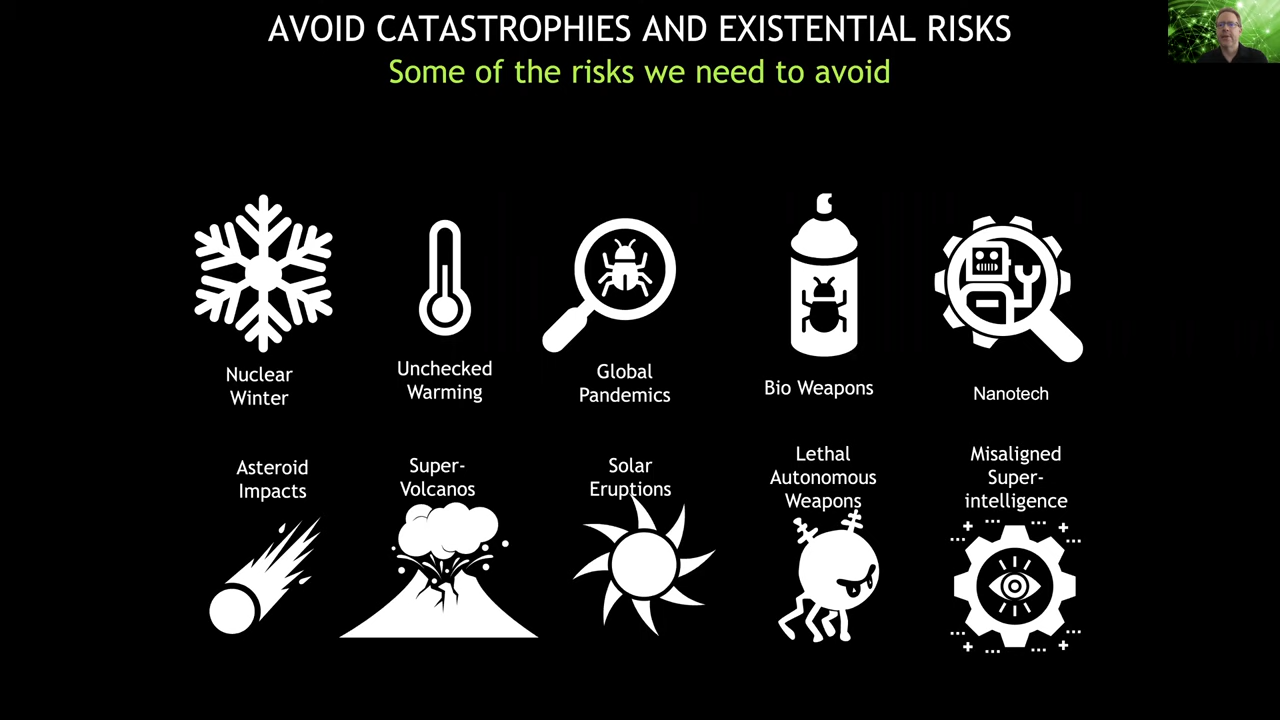 AVOID CATASTROPHIES AND EXISTENTIAL RISKS
Some of the risks we need to avoid
Nuclear
Winter
Unchecked
Warming
Global
Pandemics
Bio Weapons
Nanotech
Asteroid
Impacts
Super-
Volcanos
Solar
Eruptions
Lethal
Autonomous
Weapons
Misaligned
Super-
intelligence